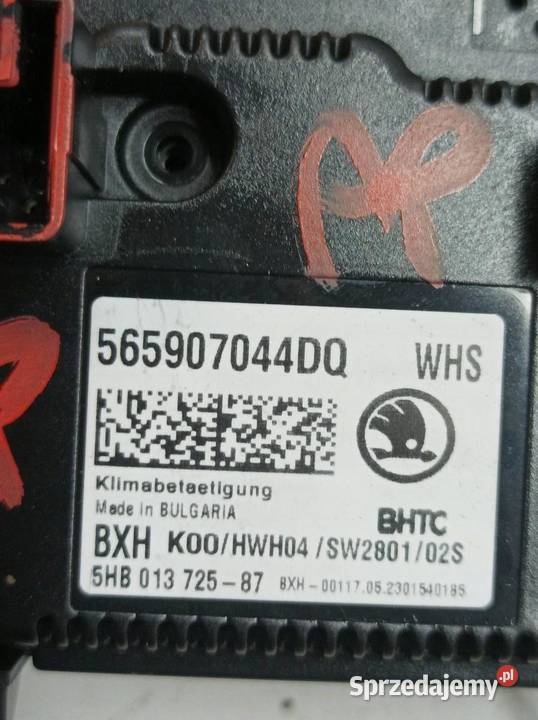 565907044DQ WHS
Klimabetaetigung
Made in BULGARIA
BHTC
BXH K00/HWH04/SW2801/02S
5HB 013 725-87 BXH-00117.05.2301540185
Sprzedajemy.pl